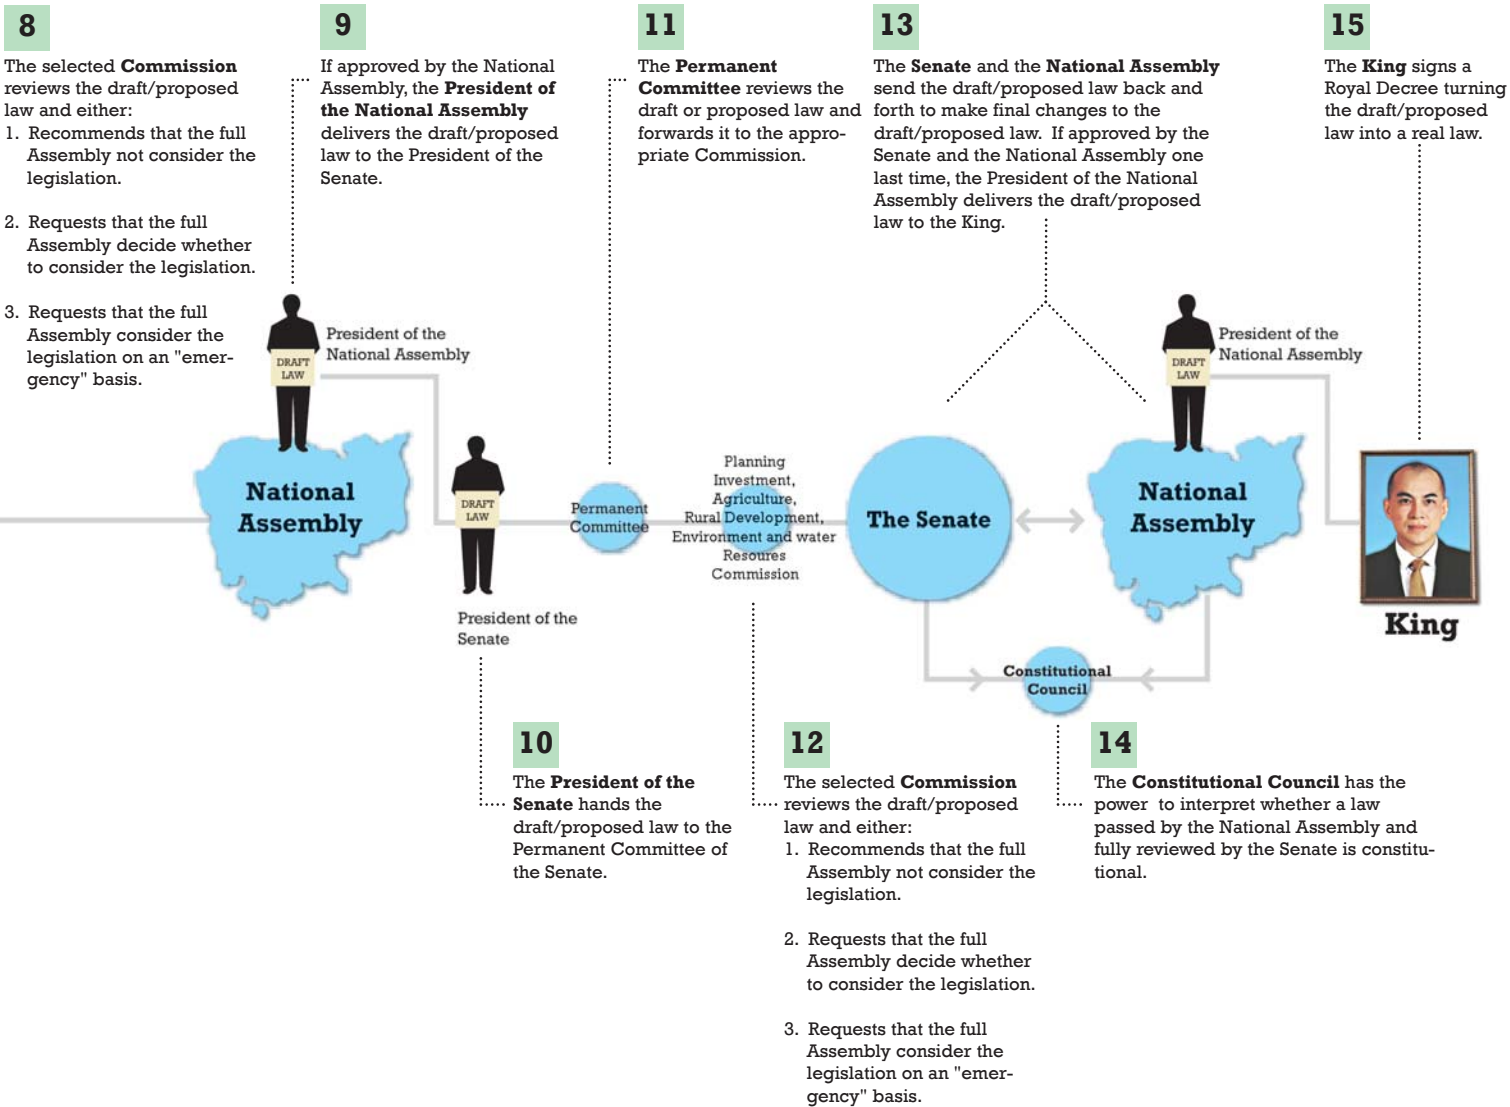 8
The selected Commission
reviews the draft/proposed
law and either:
1. Recommends that the full
Assembly not consider the
legislation.
2. Requests that the full
Assembly decide whether
to consider the legislation.
3. Requests that the full
Assembly consider the
legislation on an "emer-
gency" basis.
9
If approved by the National
Assembly, the President of
the National Assembly
delivers the draft/proposed
law to the President of the
Senate.
11
The Permanent
Committee reviews the
draft or proposed law and
forwards it to the appro-
priate Commission.
13
The Senate and the National Assembly
send the draft/proposed law back and
forth to make final changes to the
draft/proposed law. If approved by the
Senate and the National Assembly one
last time, the President of the National
Assembly delivers the draft/proposed
law to the King.
15
The King signs a
Royal Decree turning
the draft/proposed
law into a real law.
DRAFT
LAW
President of the
National Assembly
National
Assembly
DRAFT
LAW
President of the
Senate
Permanent
Committee
Planning
Investment,
Agriculture,
Rural Development,
Environment and water
Resoures
Commission
The Senate
DRAFT
LAW
President of the
National Assembly
National
Assembly
King
Constitutional
Council
10
The President of the
Senate hands the
draft/proposed law to the
Permanent Committee of
the Senate.
12
The selected Commission
reviews the draft/proposed
law and either:
1. Recommends that the full
Assembly not consider the
legislation.
2. Requests that the full
Assembly decide whether
to consider the legislation.
3. Requests that the full
Assembly consider the
legislation on an "emer-
gency" basis.
14
The Constitutional Council has the
power to interpret whether a law
passed by the National Assembly and
fully reviewed by the Senate is constitu-
tional.